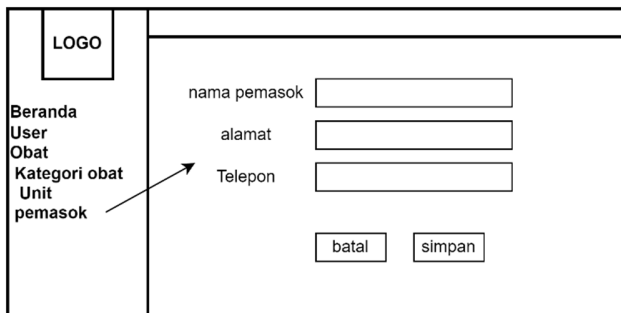 LOGO
Beranda
User
Obat
Kategori obat
Unit
pemasok
nama pemasok
alamat
Telepon
batal
simpan